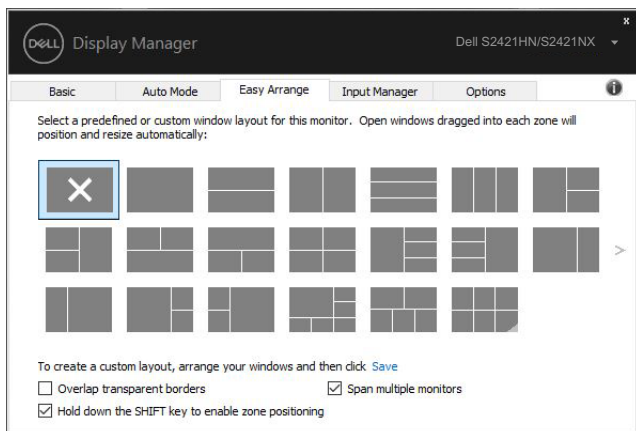 x
DELL Display Manager Dell S2421HN/S2421NX
Basic Auto Mode Easy Arrange Input Manager Options
Select a predefined or custom window layout for this monitor. Open windows dragged into each zone will
position and resize automatically:
To create a custom layout, arrange your windows and then click Save
Overlap transparent borders Span multiple monitors
Hold down the SHIFT key to enable zone positioning